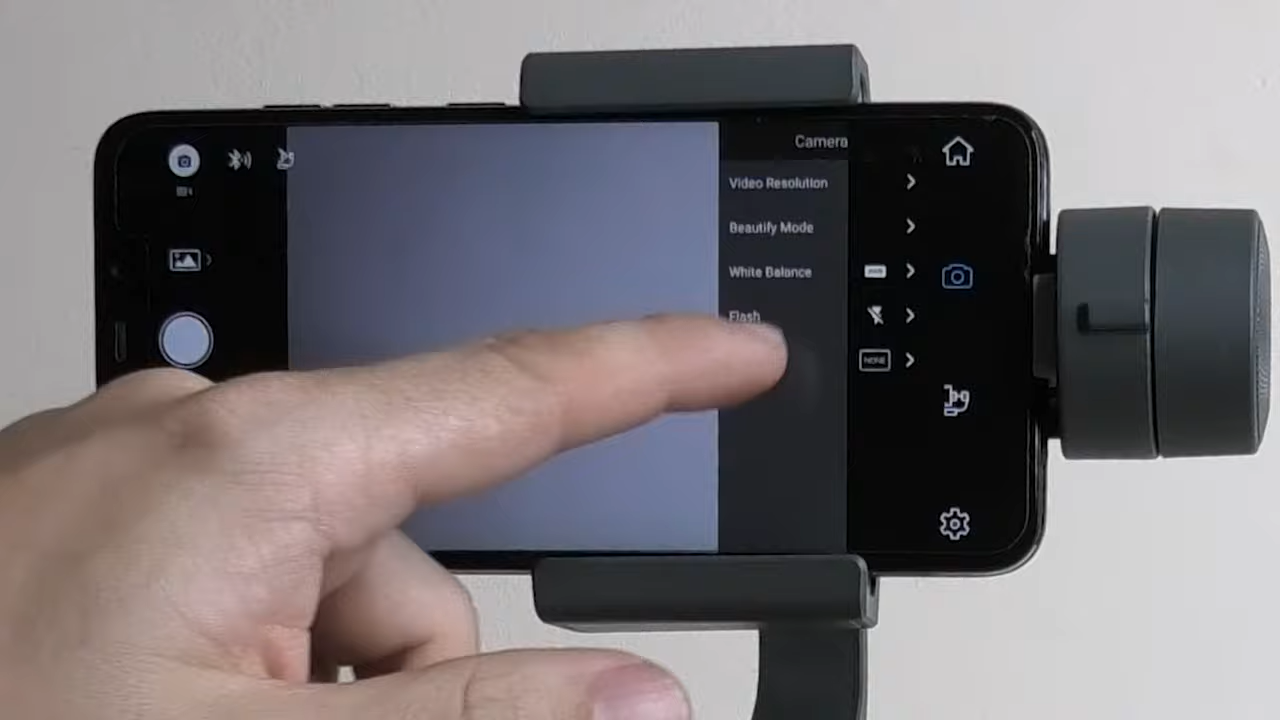 Camera
Video Resolution
Beautify Mode
White Balance
Flash
NONE